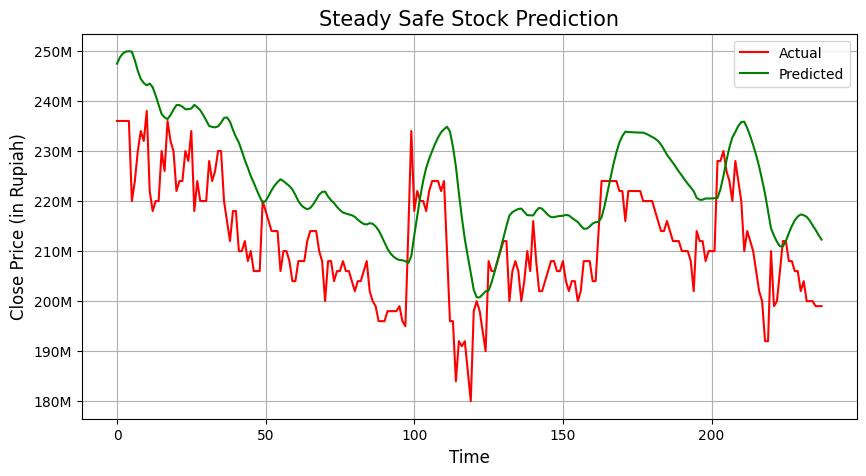 Steady Safe Stock Prediction
Actual
Predicted
Close Price (in Rupiah)
250M
240M
230M
220M
210M
200M
190M
180M
0 50 100 150 200
Time